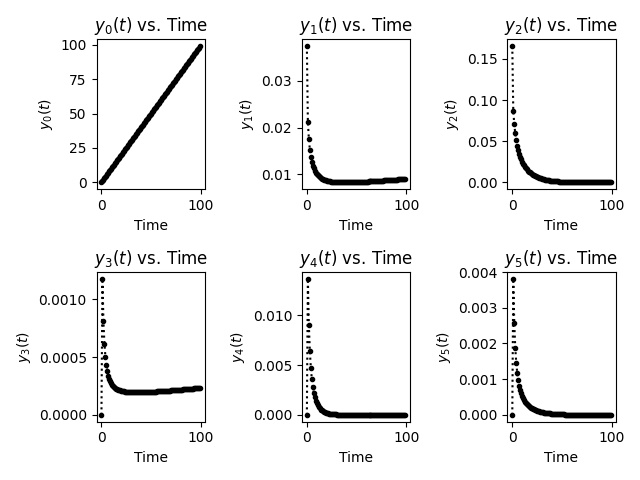 y₀(t) vs. Time
y₁(t) vs. Time
y₂(t) vs. Time
y₀(t)
100
75
50
25
0
0
100
Time
y₁(t)
0.03
0.02
0.01
0
100
Time
y₂(t)
0.15
0.10
0.05
0.00
0
100
Time
y₃(t) vs. Time
y₄(t) vs. Time
y₅(t) vs. Time
y₃(t)
0.0010
0.0005
0.0000
0
100
Time
y₄(t)
0.010
0.005
0.000
0
100
Time
y₅(t)
0.004
0.003
0.002
0.001
0.000
0
100
Time